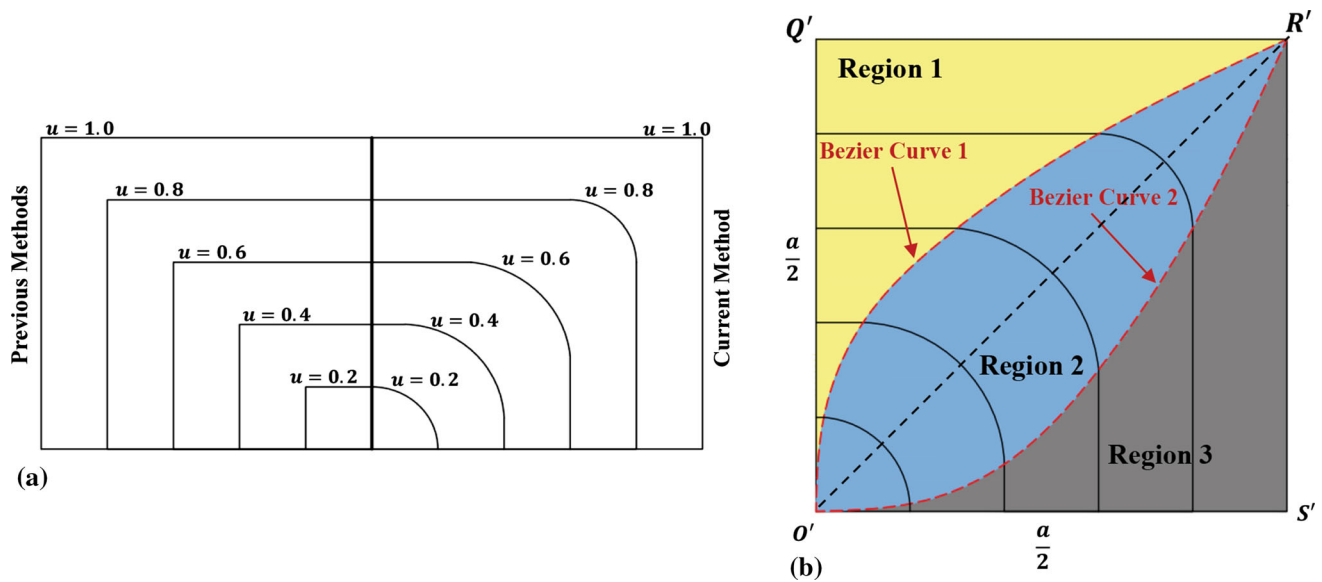 u = 1.0
u = 1.0
u = 0.8
u = 0.8
u = 0.6
u = 0.6
u = 0.4
u = 0.4
u = 0.2
u = 0.2
Previous Methods
Current Method
(a)
Q′
R′
Region 1
Bezier Curve 1
Bezier Curve 2
a
2
Region 2
Region 3
O′
S′
a
2
(b)